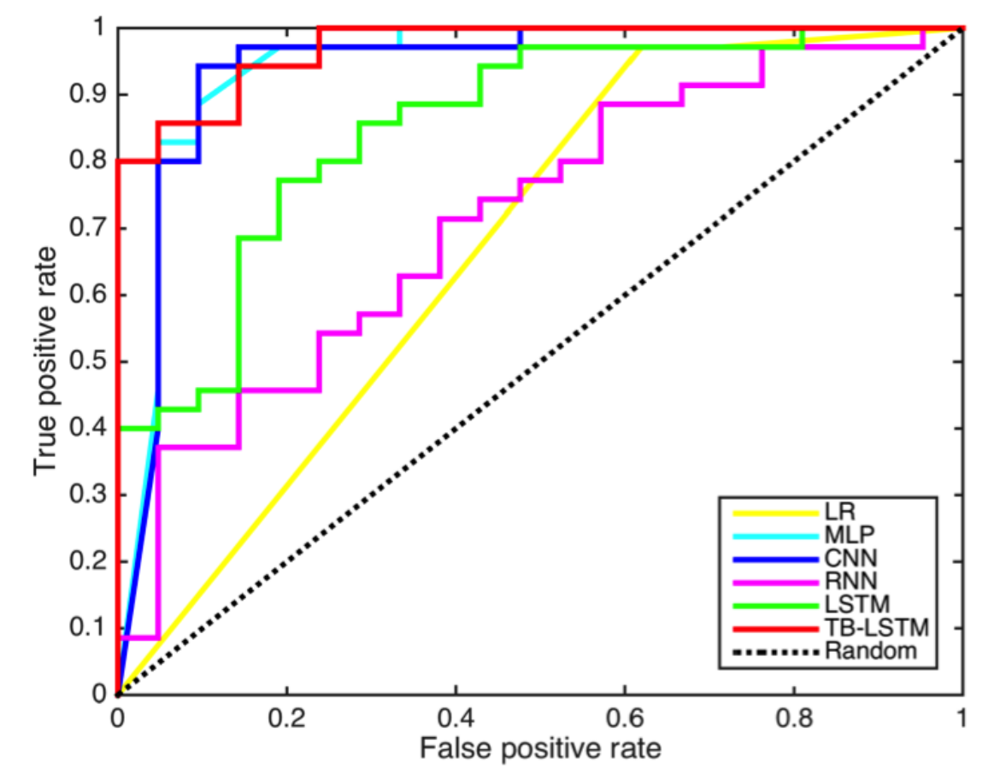 True positive rate
1
0.9
0.8
0.7
0.6
0.5
0.4
0.3
0.2
0.1
0
0 0.2 0.4 0.6 0.8 1
False positive rate
LR
MLP
CNN
RNN
LSTM
TB-LSTM
Random